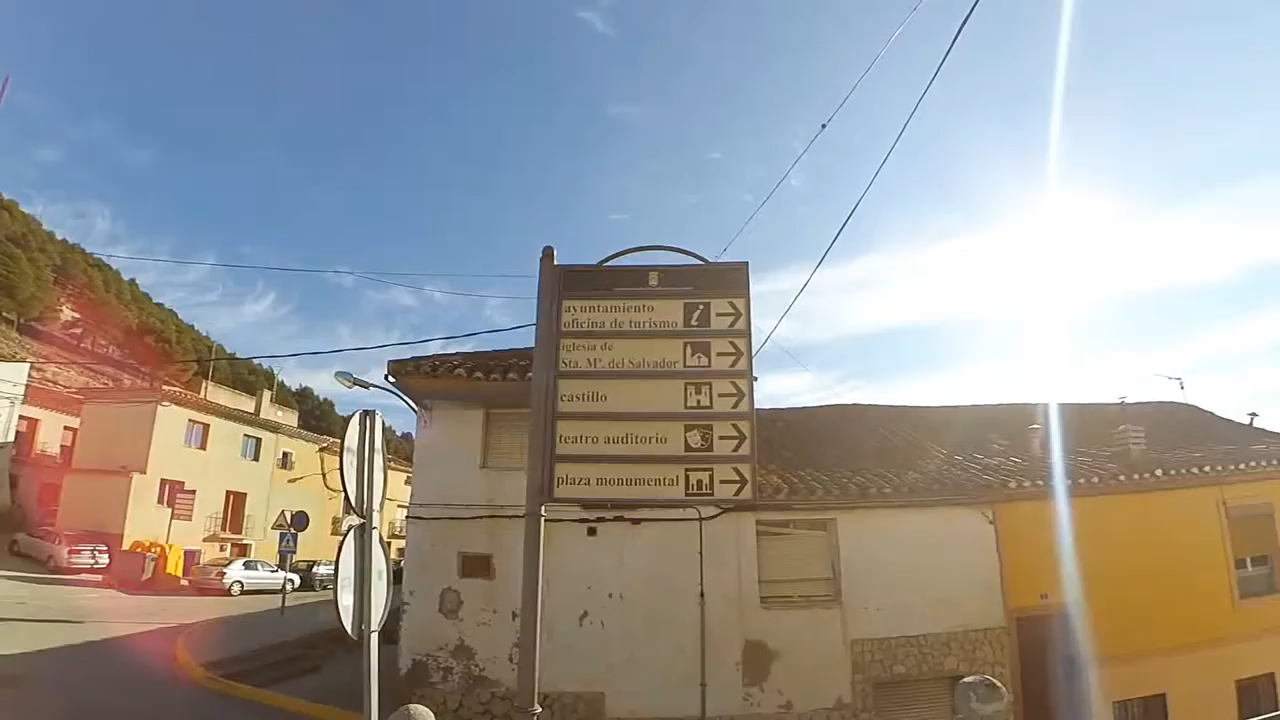 ayuntamiento
oficina de turismo
iglesia de
Sta. Mª. del Salvador
castillo
teatro auditorio
plaza monumental